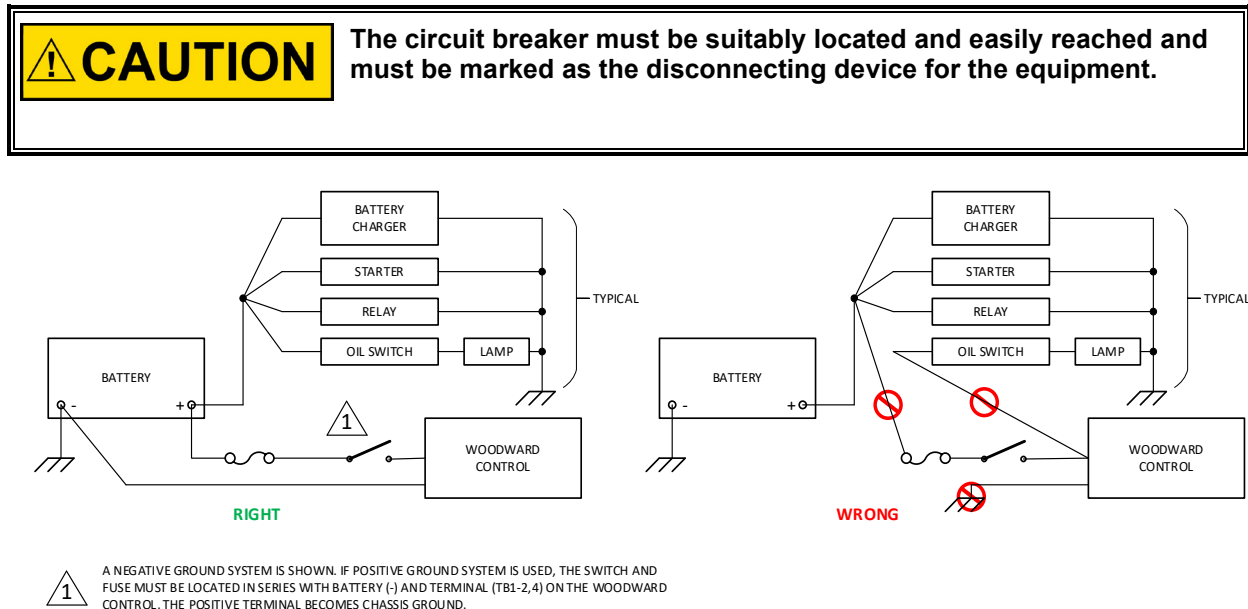 CAUTION
The circuit breaker must be suitably located and easily reached and
must be marked as the disconnecting device for the equipment.
BATTERY
CHARGER
STARTER
RELAY
OIL SWITCH
LAMP
TYPICAL
BATTERY
-
+
1
WOODWARD
CONTROL
RIGHT
BATTERY
CHARGER
STARTER
RELAY
OIL SWITCH
LAMP
TYPICAL
BATTERY
-
+
WOODWARD
CONTROL
WRONG
1
A NEGATIVE GROUND SYSTEM IS SHOWN. IF POSITIVE GROUND SYSTEM IS USED, THE SWITCH AND
FUSE MUST BE LOCATED IN SERIES WITH BATTERY (-) AND TERMINAL (TB1-2,4) ON THE WOODWARD
CONTROL. THE POSITIVE TERMINAL BECOMES CHASSIS GROUND.